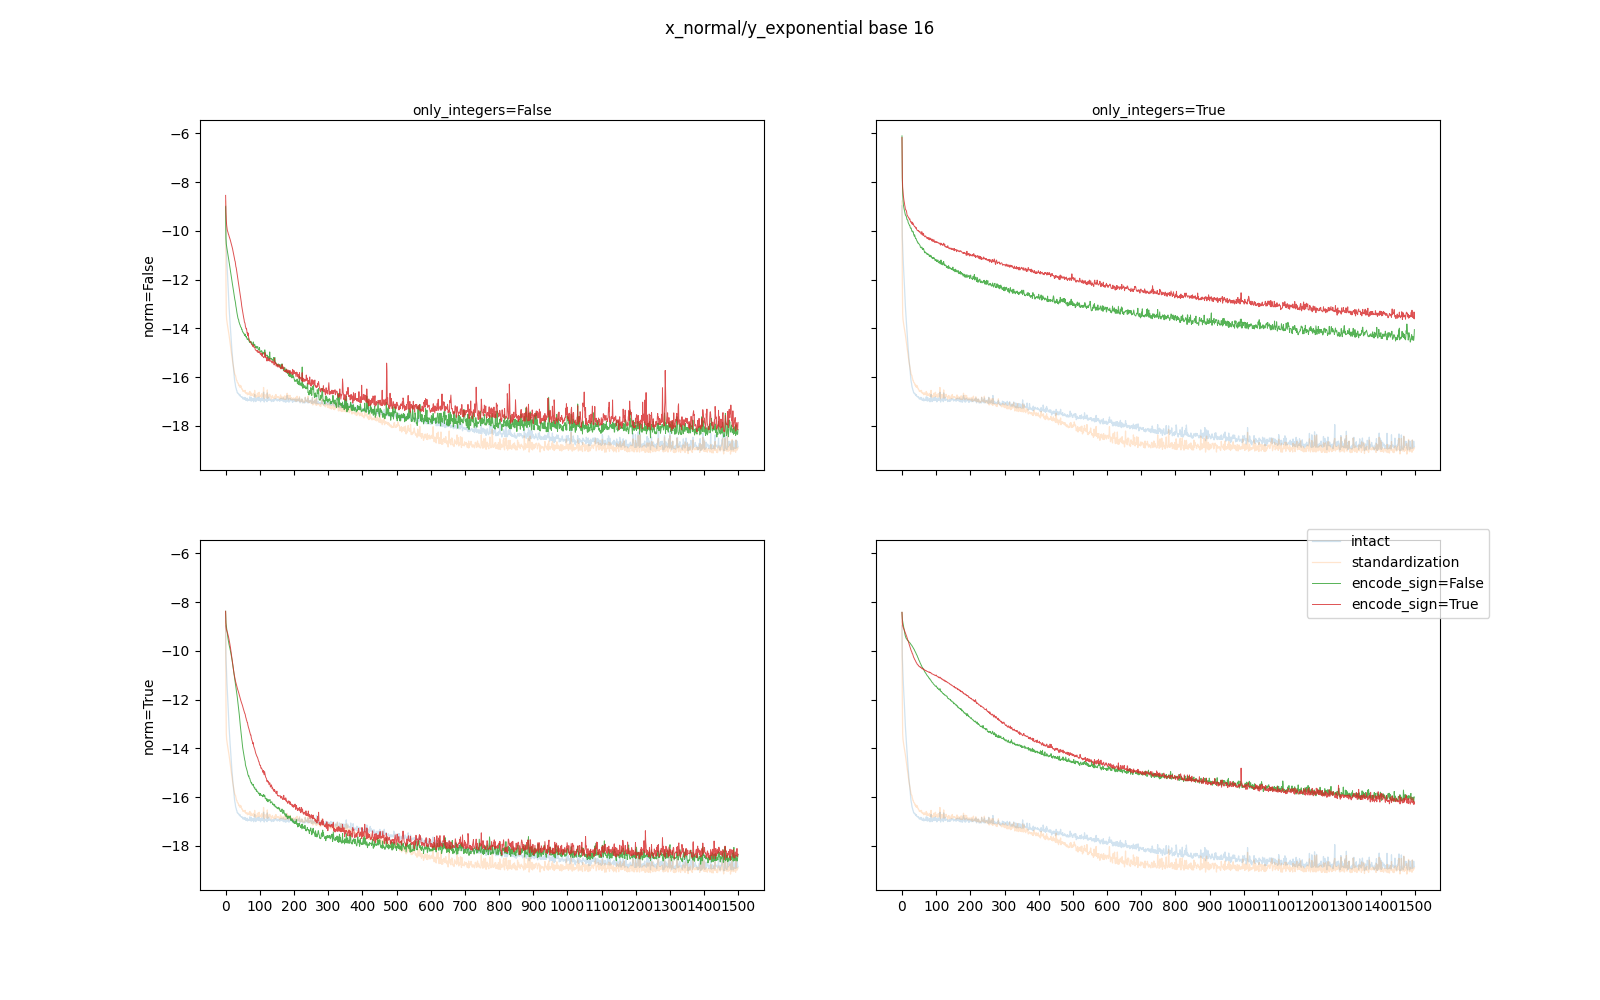 x_normal/y_exponential base 16
only_integers=False
only_integers=True
norm=False
−6
−8
−10
−12
−14
−16
−18
norm=True
−6
−8
−10
−12
−14
−16
−18
0 100 200 300 400 500 600 700 800 900 1000 1100 1200 1300 1400 1500
0 100 200 300 400 500 600 700 800 900 1000 1100 1200 1300 1400 1500
intact
standardization
encode_sign=False
encode_sign=True